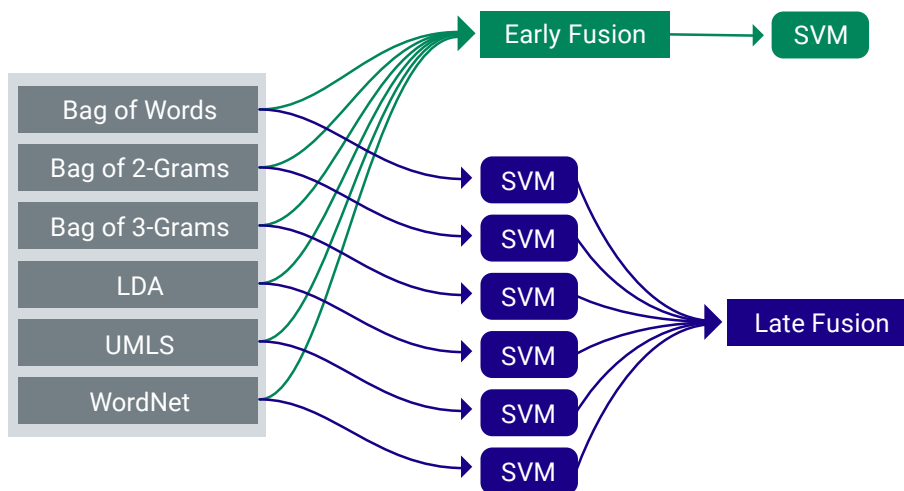 Early Fusion
SVM
Bag of Words
Bag of 2-Grams
Bag of 3-Grams
LDA
UMLS
WordNet
SVM
SVM
SVM
SVM
SVM
SVM
Late Fusion